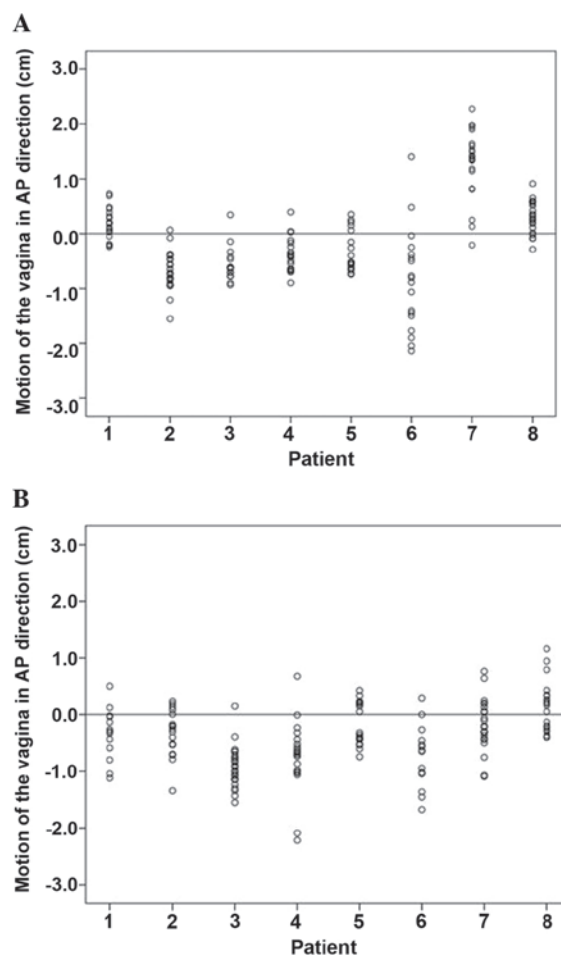 A
Motion of the vagina in AP direction (cm)
3.0
2.0
1.0
0.0
-1.0
-2.0
-3.0
1 2 3 4 5 6 7 8
Patient
B
Motion of the vagina in AP direction (cm)
3.0
2.0
1.0
0.0
-1.0
-2.0
-3.0
1 2 3 4 5 6 7 8
Patient